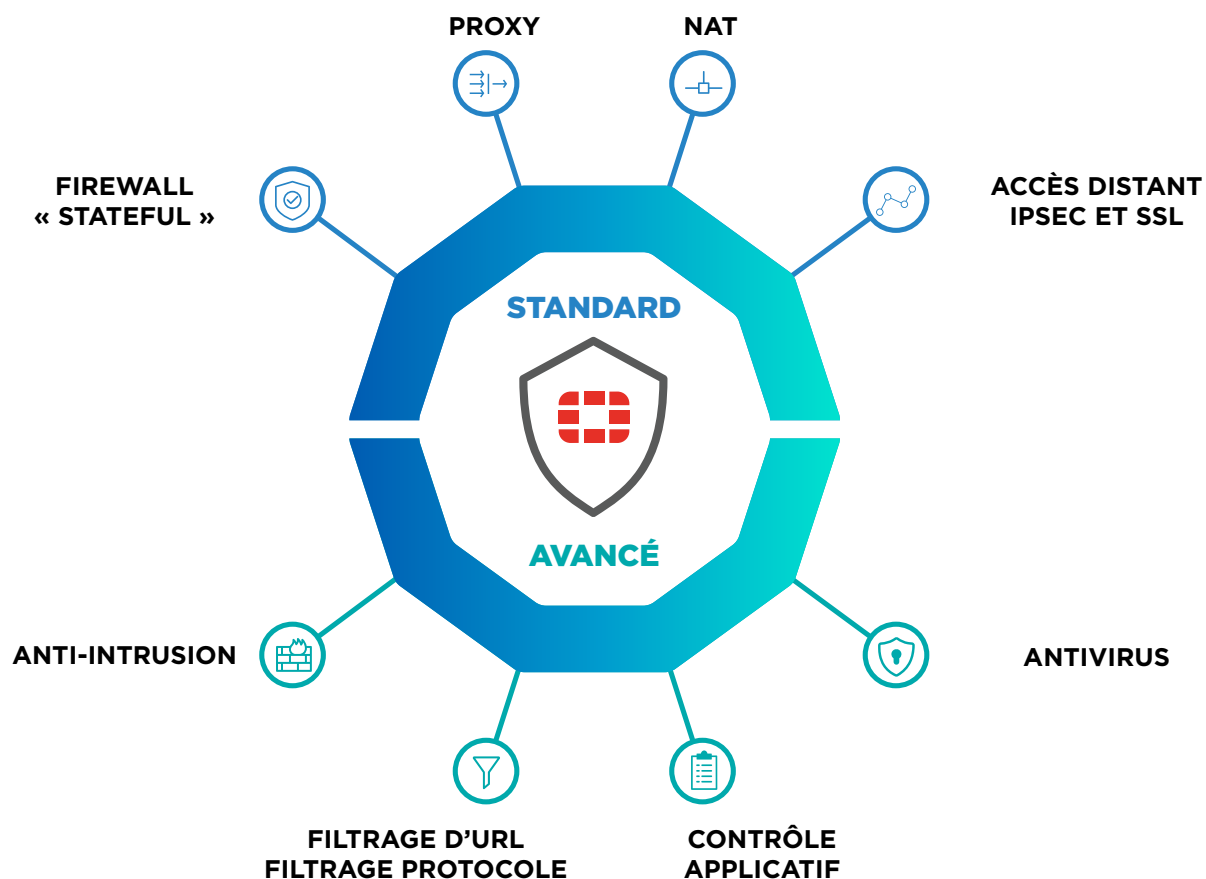 PROXY
NAT
FIREWALL
« STATEFUL »
ACCÈS DISTANT
IPSEC ET SSL
STANDARD
AVANCÉ
ANTI-INTRUSION
ANTIVIRUS
FILTRAGE D’URL
FILTRAGE PROTOCOLE
CONTRÔLE
APPLICATIF